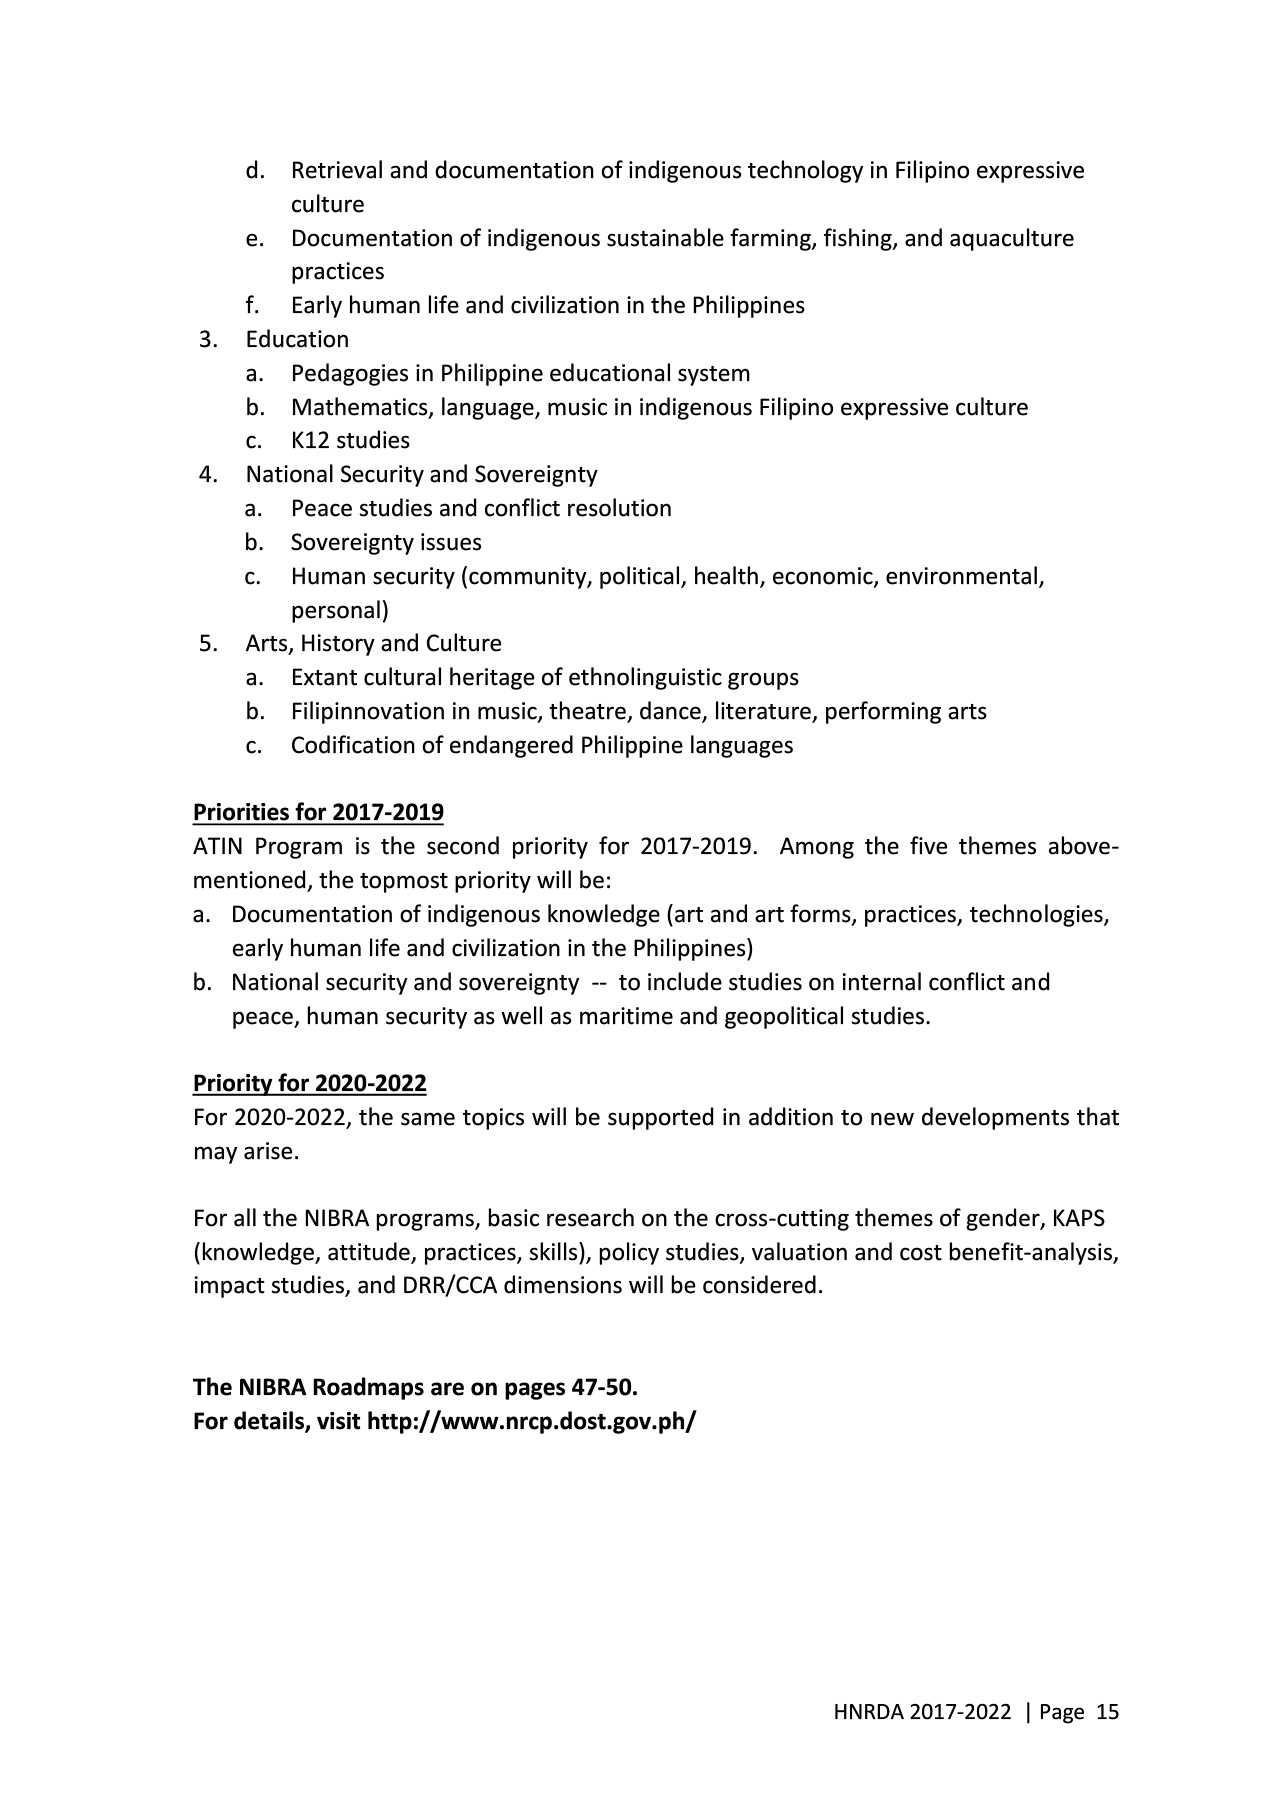 d. Retrieval and documentation of indigenous technology in Filipino expressive
culture
e. Documentation of indigenous sustainable farming, fishing, and aquaculture
practices
f. Early human life and civilization in the Philippines
3. Education
a. Pedagogies in Philippine educational system
b. Mathematics, language, music in indigenous Filipino expressive culture
c. K12 studies
4. National Security and Sovereignty
a. Peace studies and conflict resolution
b. Sovereignty issues
c. Human security (community, political, health, economic, environmental,
personal)
5. Arts, History and Culture
a. Extant cultural heritage of ethnolinguistic groups
b. Filipinnovation in music, theatre, dance, literature, performing arts
c. Codification of endangered Philippine languages
Priorities for 2017-2019
ATIN Program is the second priority for 2017-2019. Among the five themes above-
mentioned, the topmost priority will be:
a. Documentation of indigenous knowledge (art and art forms, practices, technologies,
early human life and civilization in the Philippines)
b. National security and sovereignty -- to include studies on internal conflict and
peace, human security as well as maritime and geopolitical studies.
Priority for 2020-2022
For 2020-2022, the same topics will be supported in addition to new developments that
may arise.
For all the NIBRA programs, basic research on the cross-cutting themes of gender, KAPS
(knowledge, attitude, practices, skills), policy studies, valuation and cost benefit-analysis,
impact studies, and DRR/CCA dimensions will be considered.
The NIBRA Roadmaps are on pages 47-50.
For details, visit http://www.nrcp.dost.gov.ph/
HNRDA 2017-2022 | Page 15